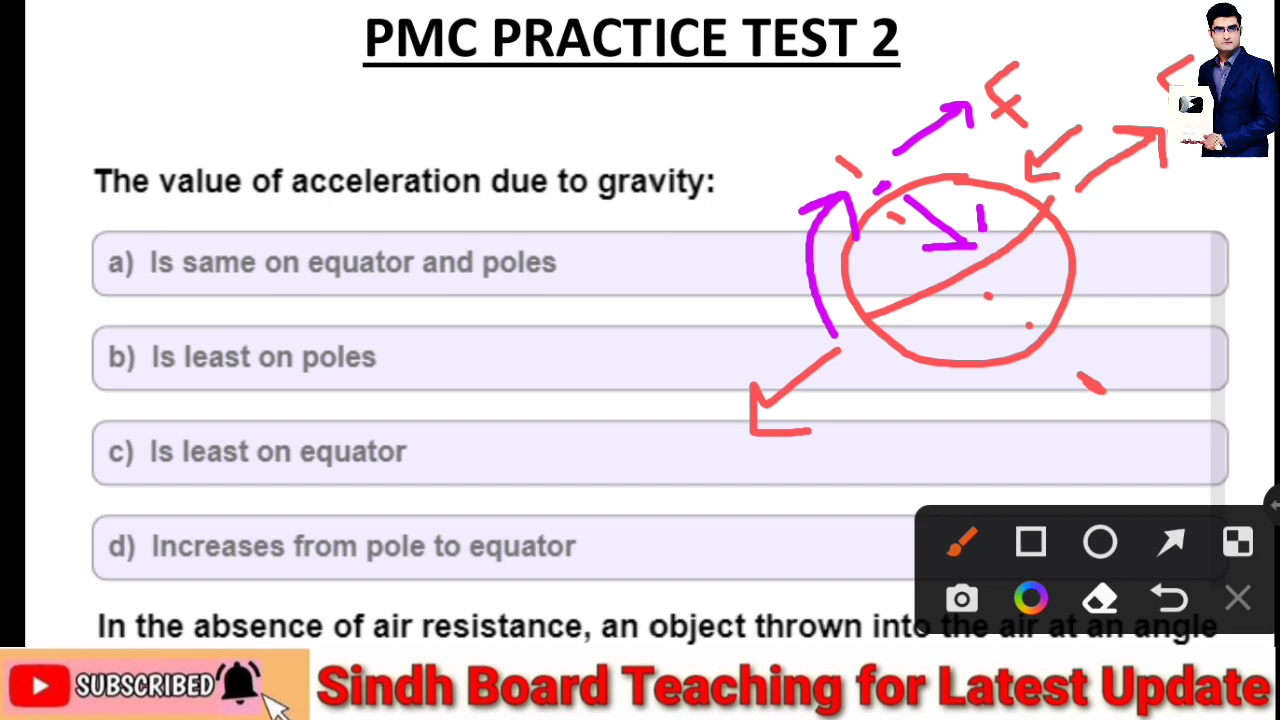 PMC PRACTICE TEST 2
The value of acceleration due to gravity:
a) Is same on equator and poles
b) Is least on poles
c) Is least on equator
d) Increases from pole to equator
In the absence of air resistance, an object thrown into the air at an angle
SUBSCRIBED
Sindh Board Teaching for Latest Update